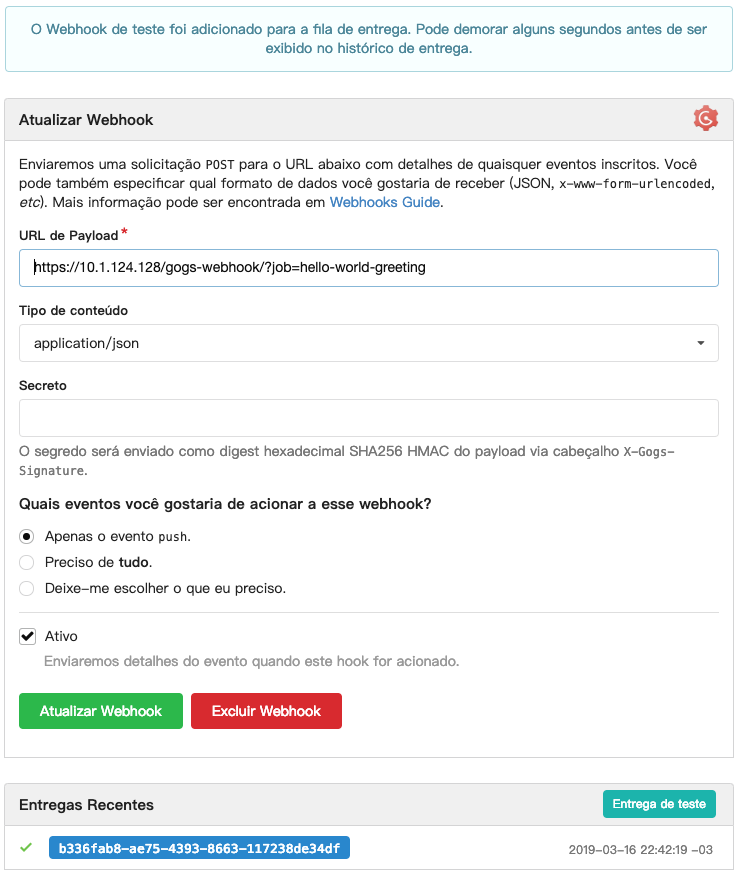 O Webhook de teste foi adicionado para a fila de entrega. Pode demorar alguns segundos antes de ser
exibido no histórico de entrega.
Atualizar Webhook
Enviaremos uma solicitação POST para o URL abaixo com detalhes de quaisquer eventos inscritos. Você
pode também especificar qual formato de dados você gostaria de receber (JSON, x-www-form-urlencoded,
etc). Mais informação pode ser encontrada em Webhooks Guide.
URL de Payload*
https://10.1.124.128/gogs-webhook/?job=hello-world-greeting
Tipo de conteúdo
application/json
Secreto
O segredo será enviado como digest hexadecimal SHA256 HMAC do payload via cabeçalho X-Gogs-
Signature.
Quais eventos você gostaria de acionar a esse webhook?
Apenas o evento push.
Preciso de tudo.
Deixe-me escolher o que eu preciso.
Ativo
Enviaremos detalhes do evento quando este hook for acionado.
Atualizar Webhook Excluir Webhook
Entregas Recentes Entrega de teste
b336fab8-ae75-4393-8663-117238de34df 2019-03-16 22:42:19 -03